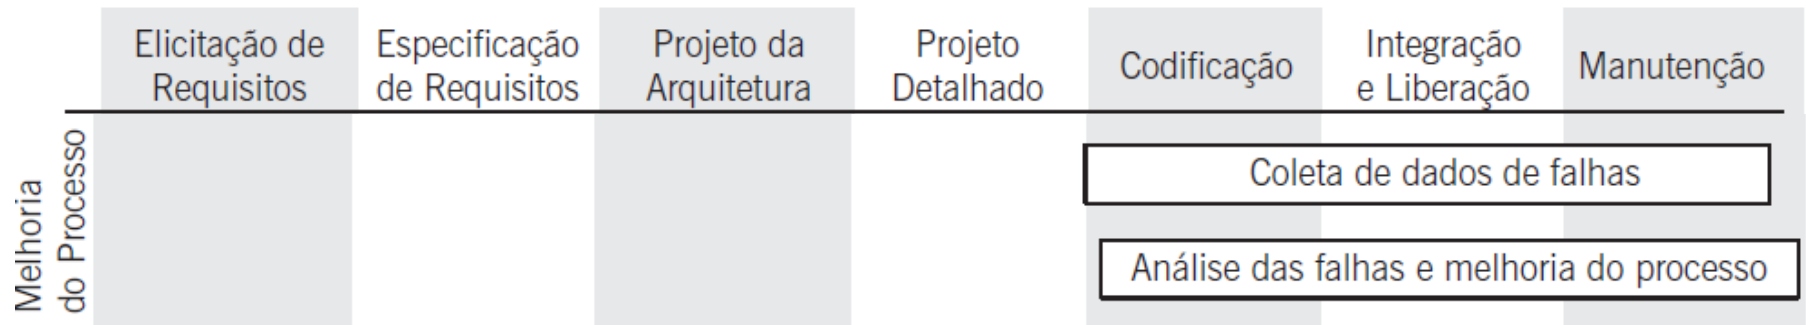 Elicitação de
Requisitos
Especificação
de Requisitos
Projeto da
Arquitetura
Projeto
Detalhado
Codificação
Integração
e Liberação
Manutenção
Melhoria
do Processo
Coleta de dados de falhas
Análise das falhas e melhoria do processo